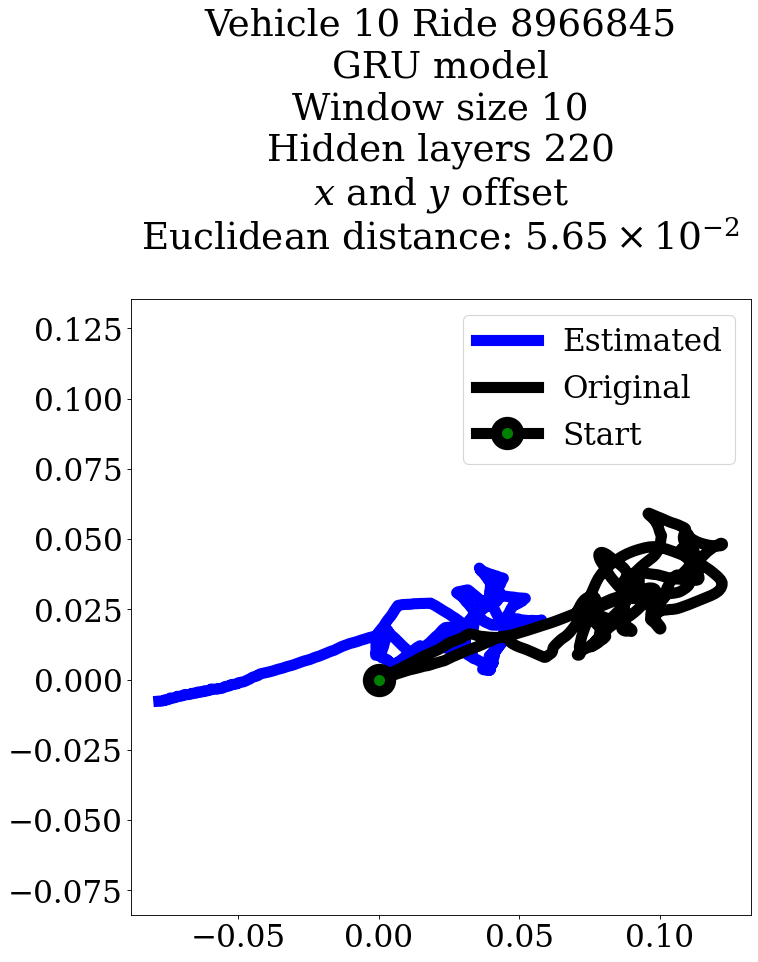 Vehicle 10 Ride 8966845
GRU model
Window size 10
Hidden layers 220
x and y offset
Euclidean distance: 5.65 × 10⁻²
Estimated
Original
Start
0.125
0.100
0.075
0.050
0.025
0.000
−0.025
−0.050
−0.075
−0.05 0.00 0.05 0.10